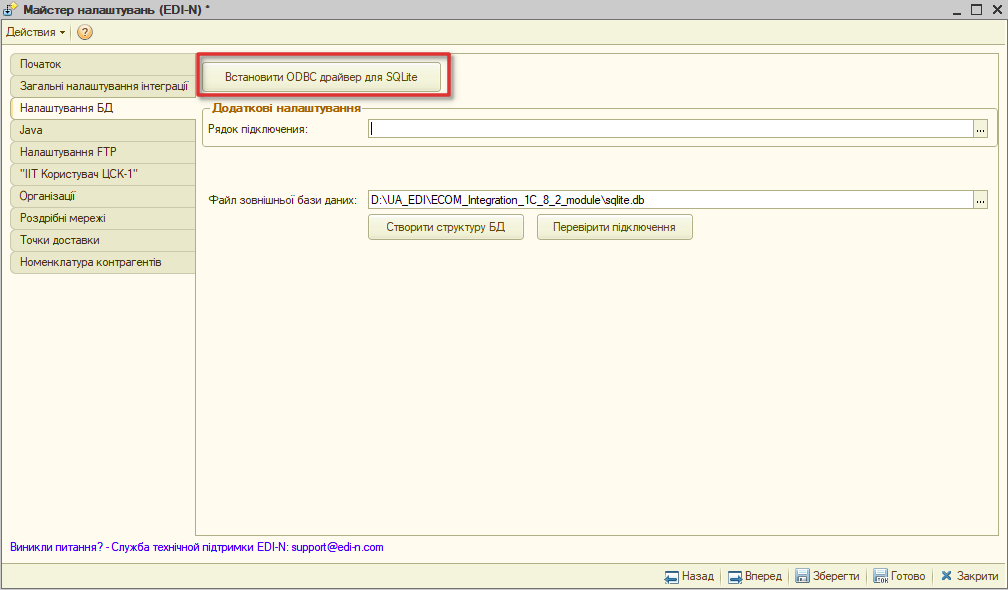 Майстер налаштувань (EDI-N) *
Действия
Початок
Загальні налаштування інтеграції
Налаштування БД
Java
Налаштування FTP
"ІІТ Користувач ЦСК-1"
Організації
Роздрібні мережі
Точки доставки
Номенклатура контрагентів
Встановити ODBC драйвер для SQLite
Додаткові налаштування
Рядок підключення:
...
Файл зовнішньої бази даних: D:\UA_EDI\ECOM_Integration_1C_8_2_module\sqlite.db ...
Створити структуру БД Перевірити підключення
Виникли питання? - Служба технічної підтримки EDI-N: support@edi-n.com
Назад Вперед Зберегти Готово Закрити